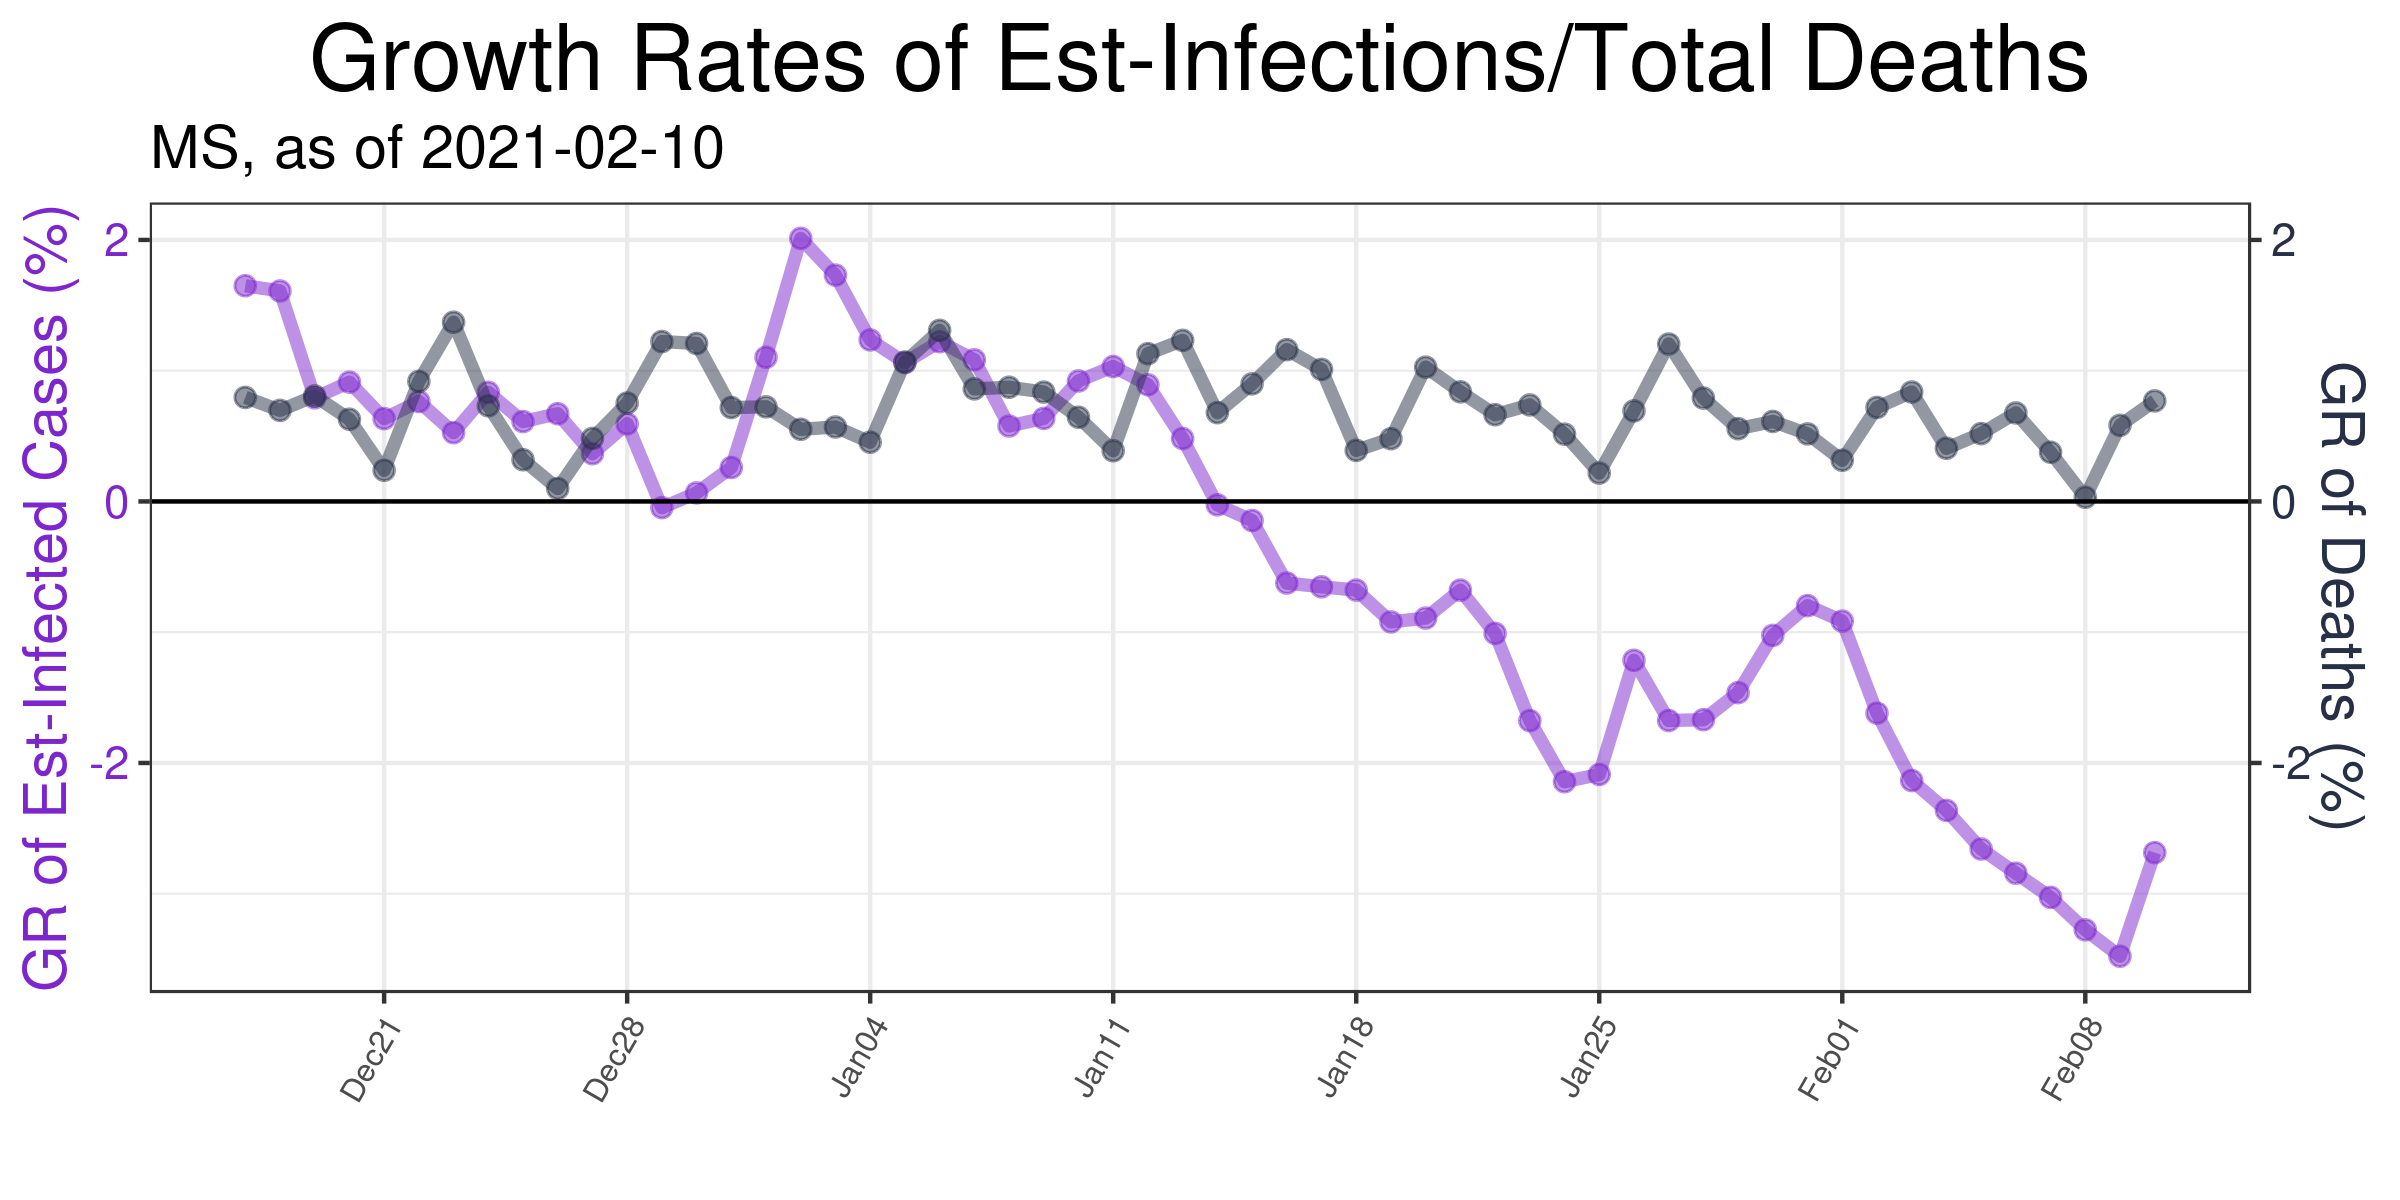 Growth Rates of Est-Infections/Total Deaths
MS, as of 2021-02-10
GR of Est-Infected Cases (%)
2
0
-2
2
0
-2
GR of Deaths (%)
Dec21
Dec28
Jan04
Jan11
Jan18
Jan25
Feb01
Feb08